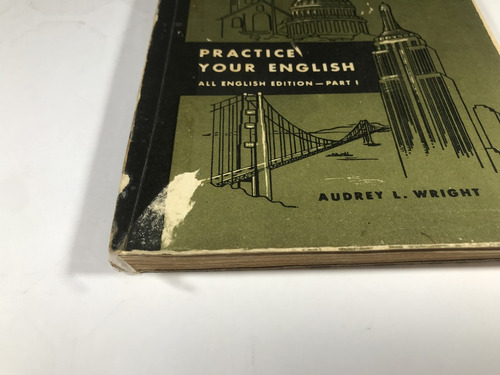 PRACTICE
YOUR ENGLISH
ALL ENGLISH EDITION—PART I
AUDREY L. WRIGHT